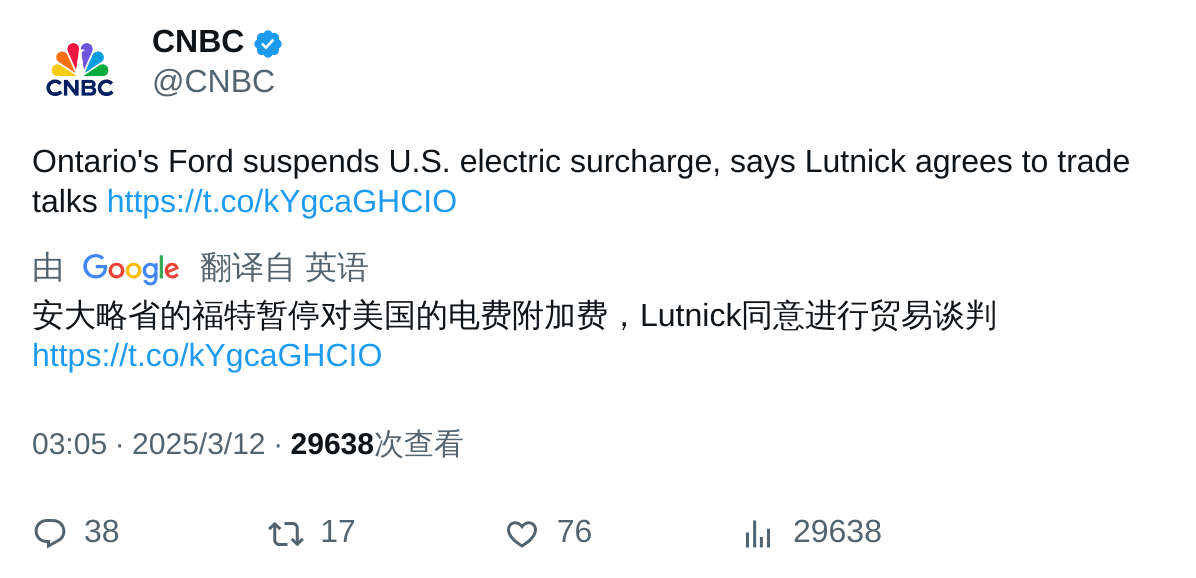 CNBC
CNBC
@CNBC
Ontario's Ford suspends U.S. electric surcharge, says Lutnick agrees to trade
talks https://t.co/kYgcaGHCIO
由 Google 翻译自 英语
安大略省的福特暂停对美国的电费附加费，Lutnick同意进行贸易谈判
https://t.co/kYgcaGHCIO
03:05 · 2025/3/12 · 29638次查看
38 17 76 29638